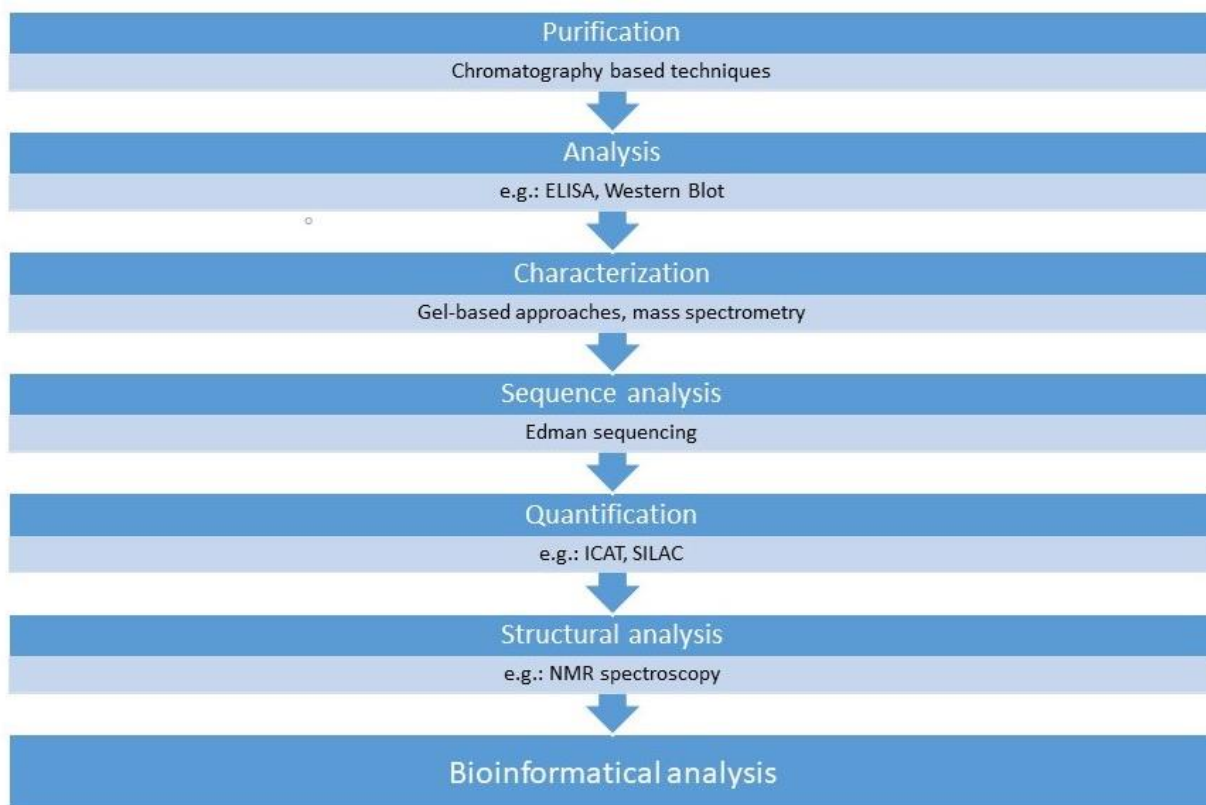 Purification
Chromatography based techniques
Analysis
e.g.: ELISA, Western Blot
Characterization
Gel-based approaches, mass spectrometry
Sequence analysis
Edman sequencing
Quantification
e.g.: ICAT, SILAC
Structural analysis
e.g.: NMR spectroscopy
Bioinformatical analysis